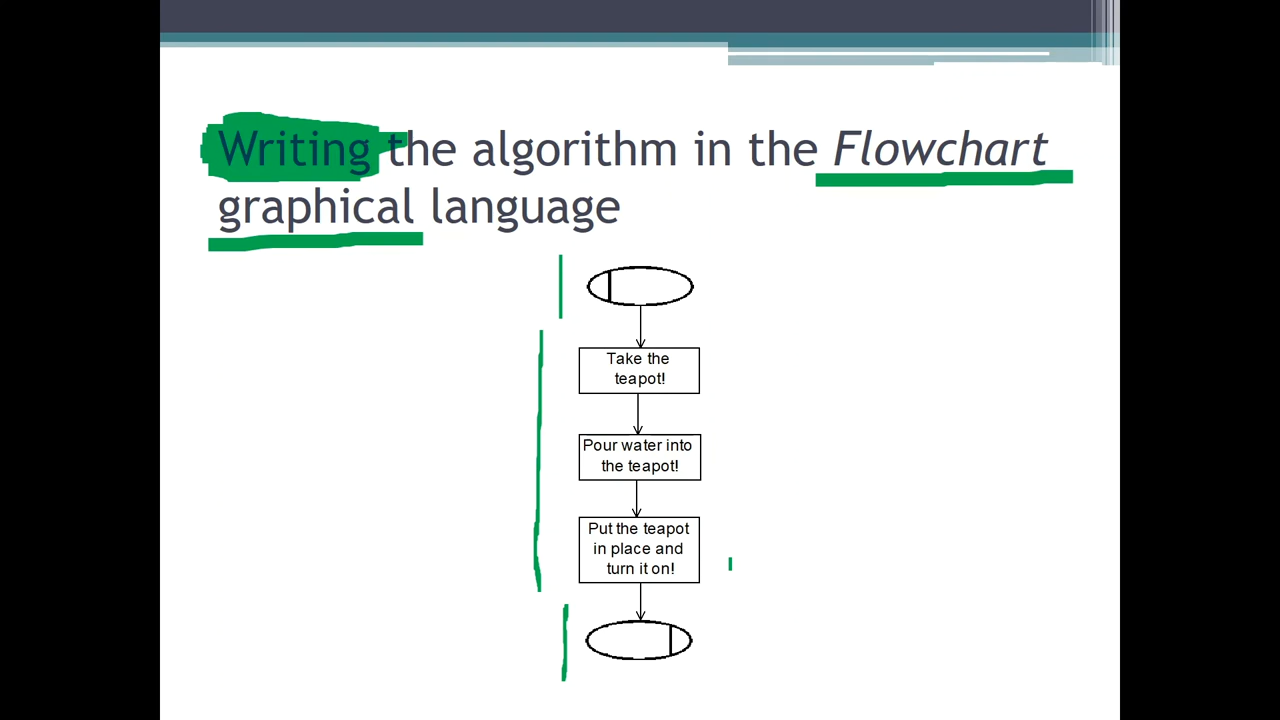 Writing the algorithm in the Flowchart
graphical language
Take the
teapot!
Pour water into
the teapot!
Put the teapot
in place and
turn it on!